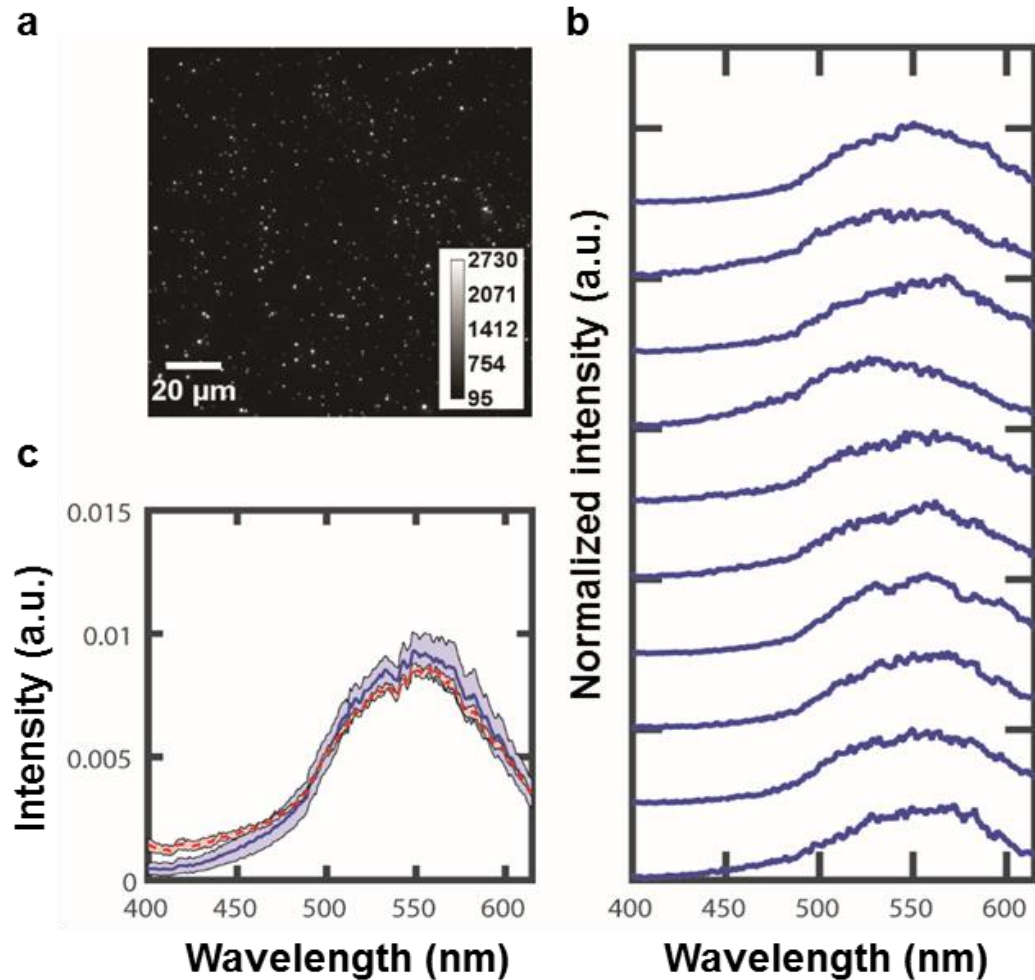 a
2730
2071
1412
754
95
20 µm
b
Normalized intensity (a.u.)
400 450 500 550 600
Wavelength (nm)
c
Intensity (a.u.)
0.015
0.01
0.005
0
400 450 500 550 600
Wavelength (nm)